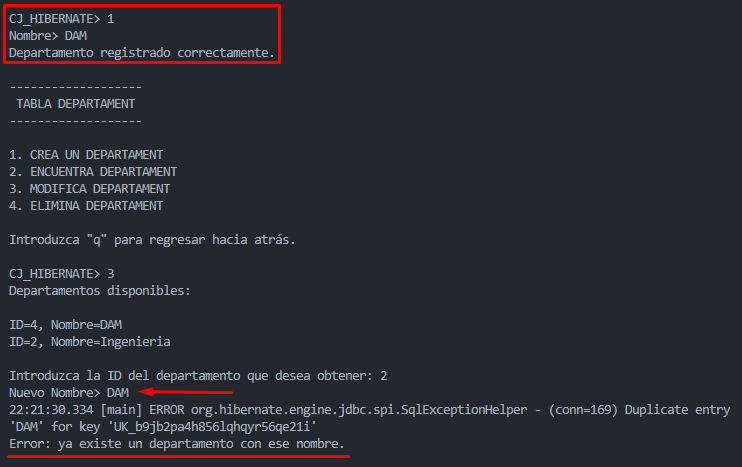 CJ_HIBERNATE> 1
Nombre> DAM
Departamento registrado correctamente.
-------------------
TABLA DEPARTAMENT
-------------------
1. CREA UN DEPARTAMENT
2. ENCUENTRA DEPARTAMENT
3. MODIFICA DEPARTAMENT
4. ELIMINA DEPARTAMENT
Introduzca "q" para regresar hacia atrás.
CJ_HIBERNATE> 3
Departamentos disponibles:
ID=4, Nombre=DAM
ID=2, Nombre=Ingenieria
Introduzca la ID del departamento que desea obtener: 2
Nuevo Nombre> DAM
22:21:30.334 [main] ERROR org.hibernate.engine.jdbc.spi.SqlExceptionHelper - (conn=169) Duplicate entry
'DAM' for key 'UK_b9jb2pa4h856lqhqyr56qe21i'
Error: ya existe un departamento con ese nombre.